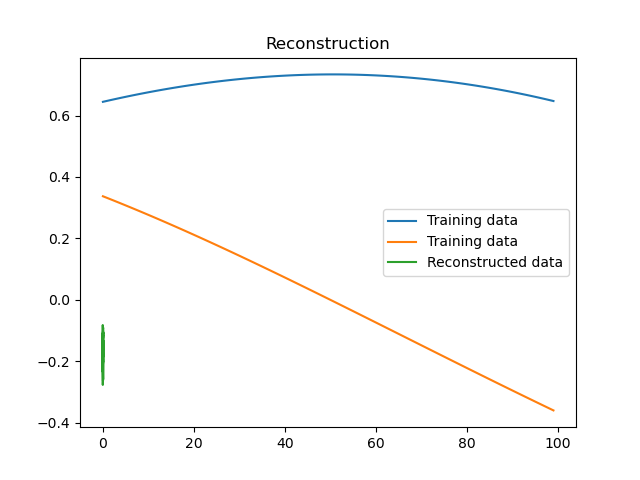 Reconstruction
0.6
0.4
0.2
0.0
−0.2
−0.4
Training data
Training data
Reconstructed data
0 20 40 60 80 100